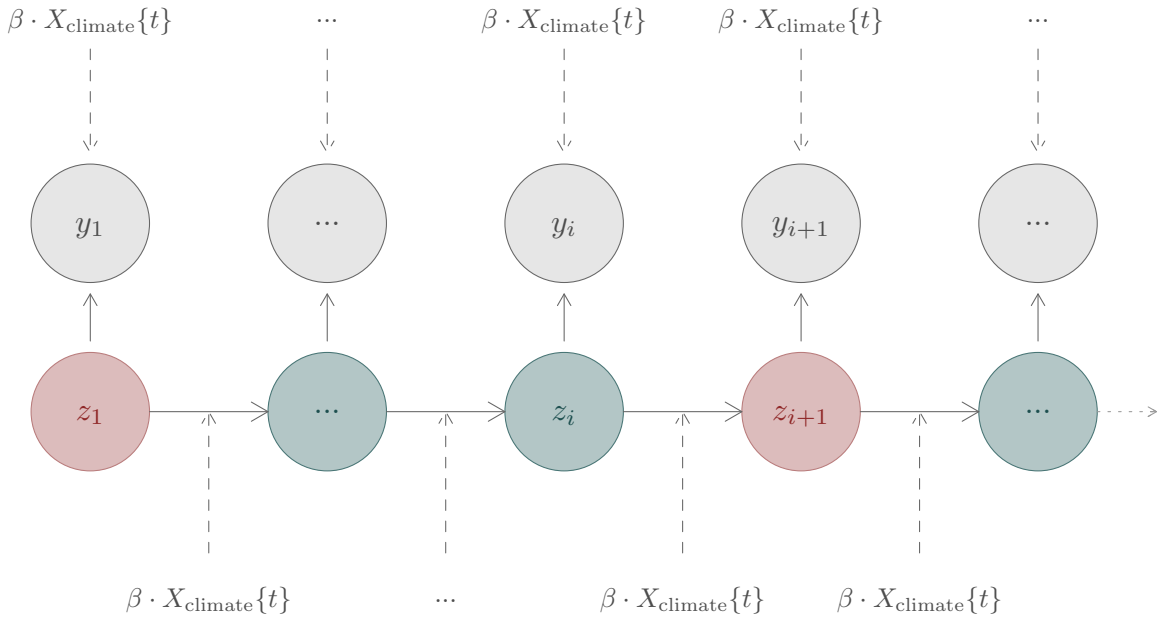 β · X_climate{t} ... β · X_climate{t} β · X_climate{t} ...
y_1 ... y_i y_{i+1} ...
z_1 ... z_i z_{i+1} ...
β · X_climate{t} ... β · X_climate{t} β · X_climate{t}